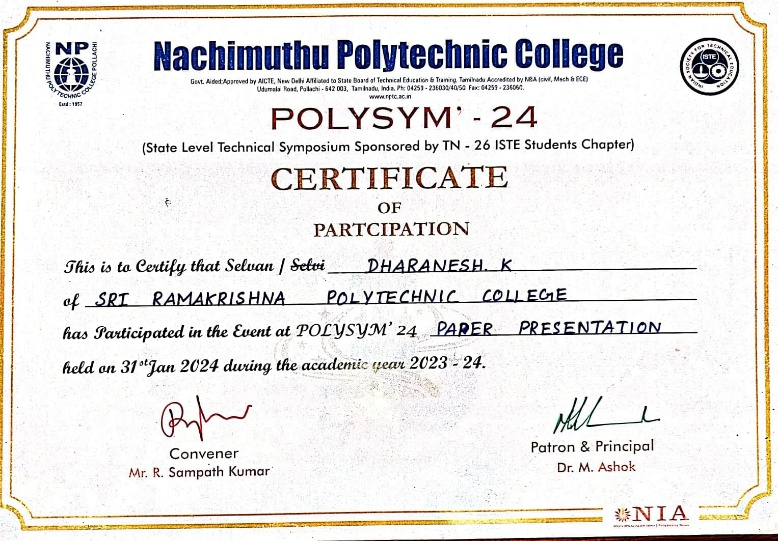 NP
NACHIMUTHU POLYTECHNIC COLLEGE POLLACHI
Estd : 1957
Nachimuthu Polytechnic College
Govt. Aided:Approved by AICTE, New Delhi Affiliated to State Board of Technical Education & Training, Tamilnadu Accredited by NBA (civil, Mech & ECE)
Udumalai Road, Pollachi - 642 003, Tamilnadu, India. Ph: 04259 - 236030/40/50 Fax: 04259 - 236060.
www.nptc.ac.in
INDIAN SOCIETY FOR TECHNICAL EDUCATION
ISTE
POLYSYM' - 24
(State Level Technical Symposium Sponsored by TN - 26 ISTE Students Chapter)
CERTIFICATE
OF
PARTCIPATION
This is to Certify that Selvan / Selvi DHARANESH. K
of SRI RAMAKRISHNA POLYTECHNIC COLLEGE
has Participated in the Event at POLYSYM' 24 PAPER PRESENTATION
held on 31st Jan 2024 during the academic year 2023 - 24.
Convener
Mr. R. Sampath Kumar
Patron & Principal
Dr. M. Ashok
NIA